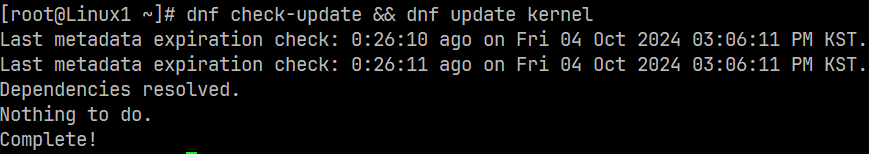 [root@Linux1 ~]# dnf check-update && dnf update kernel
Last metadata expiration check: 0:26:10 ago on Fri 04 Oct 2024 03:06:11 PM KST.
Last metadata expiration check: 0:26:11 ago on Fri 04 Oct 2024 03:06:11 PM KST.
Dependencies resolved.
Nothing to do.
Complete!